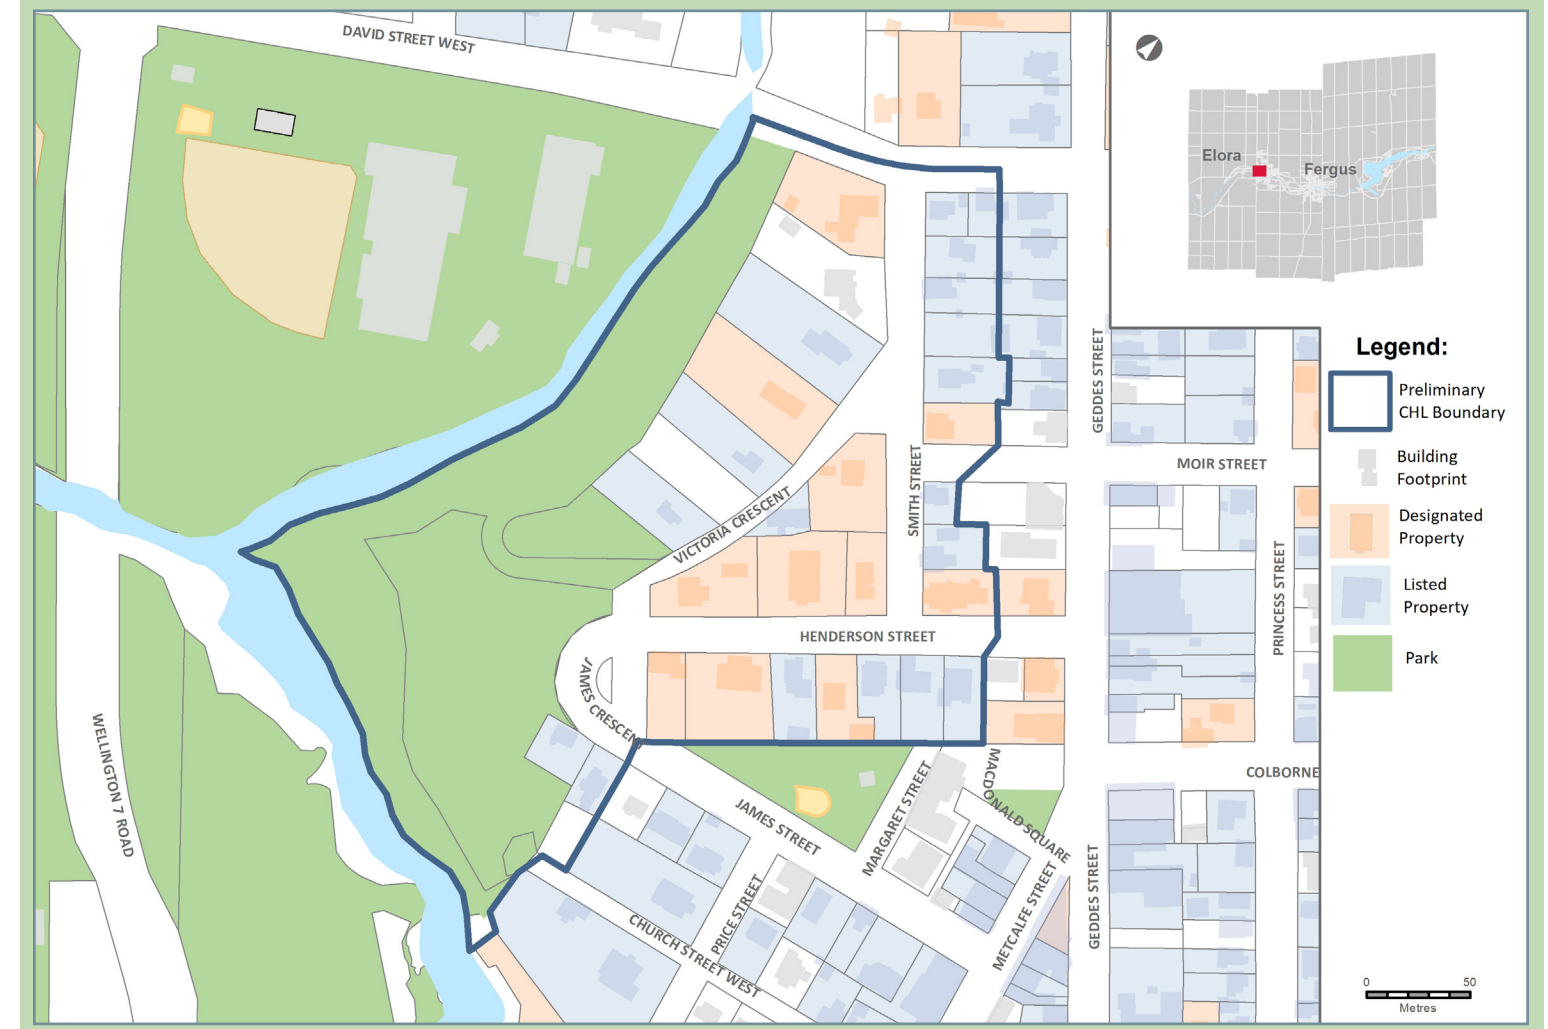 DAVID STREET WEST
Elora
Fergus
GEDDES STREET
Legend:
Preliminary
CHL Boundary
MOIR STREET
Building
Footprint
SMITH STREET
VICTORIA CRESCENT
Designated
Property
PRINCESS STREET
Listed
Property
HENDERSON STREET
Park
JAMES CRESCENT
WELLINGTON 7 ROAD
COLBORNE
MACDONALD SQUARE
JAMES STREET
MARGARET STREET
GEDDES STREET
METCALFE STREET
PRICE STREET
CHURCH STREET WEST
0 50
Metres